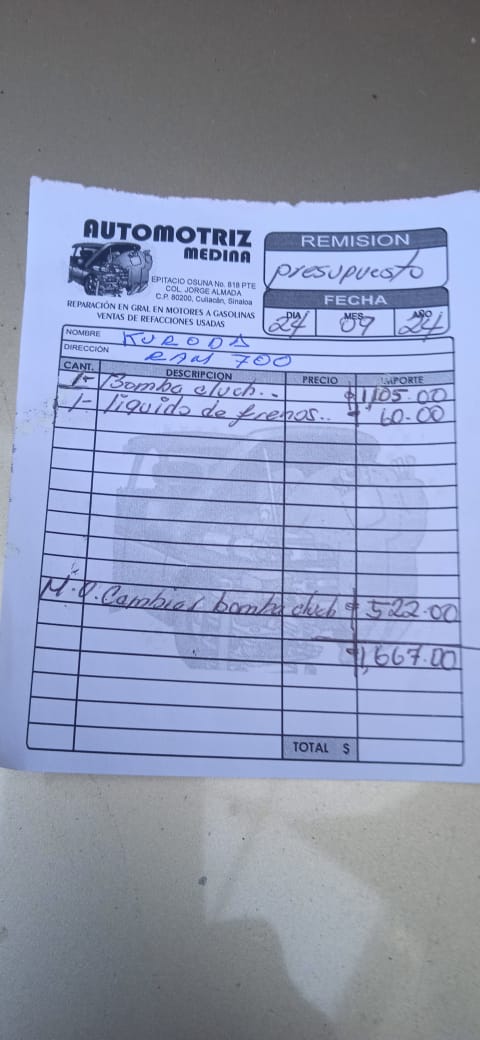 AUTOMOTRIZ
MEDINA
EPITACIO OSUNA No. 818 PTE
COL. JORGE ALMADA
C.P. 80200, Culiacán, Sinaloa
REPARACIÓN EN GRAL EN MOTORES A GASOLINAS
VENTAS DE REFACCIONES USADAS
REMISION
presupuesto
FECHA
DIA MES AÑO
24 09 24
NOMBRE KURODA
DIRECCIÓN RAM 700
CANT. DESCRIPCION PRECIO IMPORTE
1- Bomba cluch.. $1,105.00
1- liquido de frenos.. 60.00
M.O. Cambiar bomba cluch $522.00
$1,667.00
TOTAL $